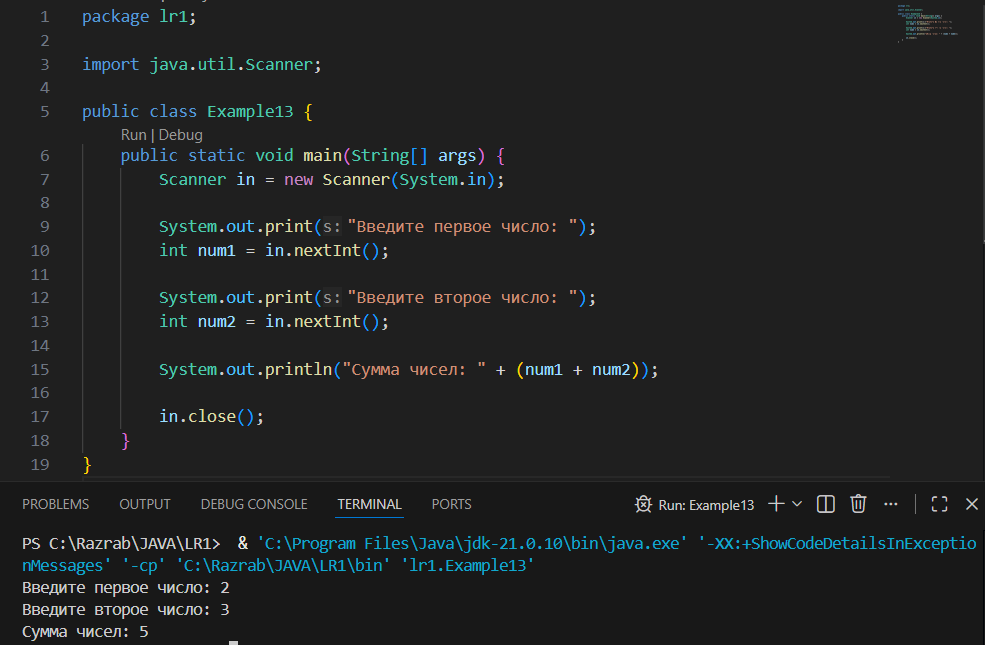 1 package lr1;
2
3 import java.util.Scanner;
4
5 public class Example13 {
Run | Debug
6 public static void main(String[] args) {
7 Scanner in = new Scanner(System.in);
8
9 System.out.print(s: "Введите первое число: ");
10 int num1 = in.nextInt();
11
12 System.out.print(s: "Введите второе число: ");
13 int num2 = in.nextInt();
14
15 System.out.println("Сумма чисел: " + (num1 + num2));
16
17 in.close();
18 }
19 }
PROBLEMS OUTPUT DEBUG CONSOLE TERMINAL PORTS Run: Example13
PS C:\Razrab\JAVA\LR1> & 'C:\Program Files\Java\jdk-21.0.10\bin\java.exe' '-XX:+ShowCodeDetailsInExceptio
nMessages' '-cp' 'C:\Razrab\JAVA\LR1\bin' 'lr1.Example13'
Введите первое число: 2
Введите второе число: 3
Сумма чисел: 5